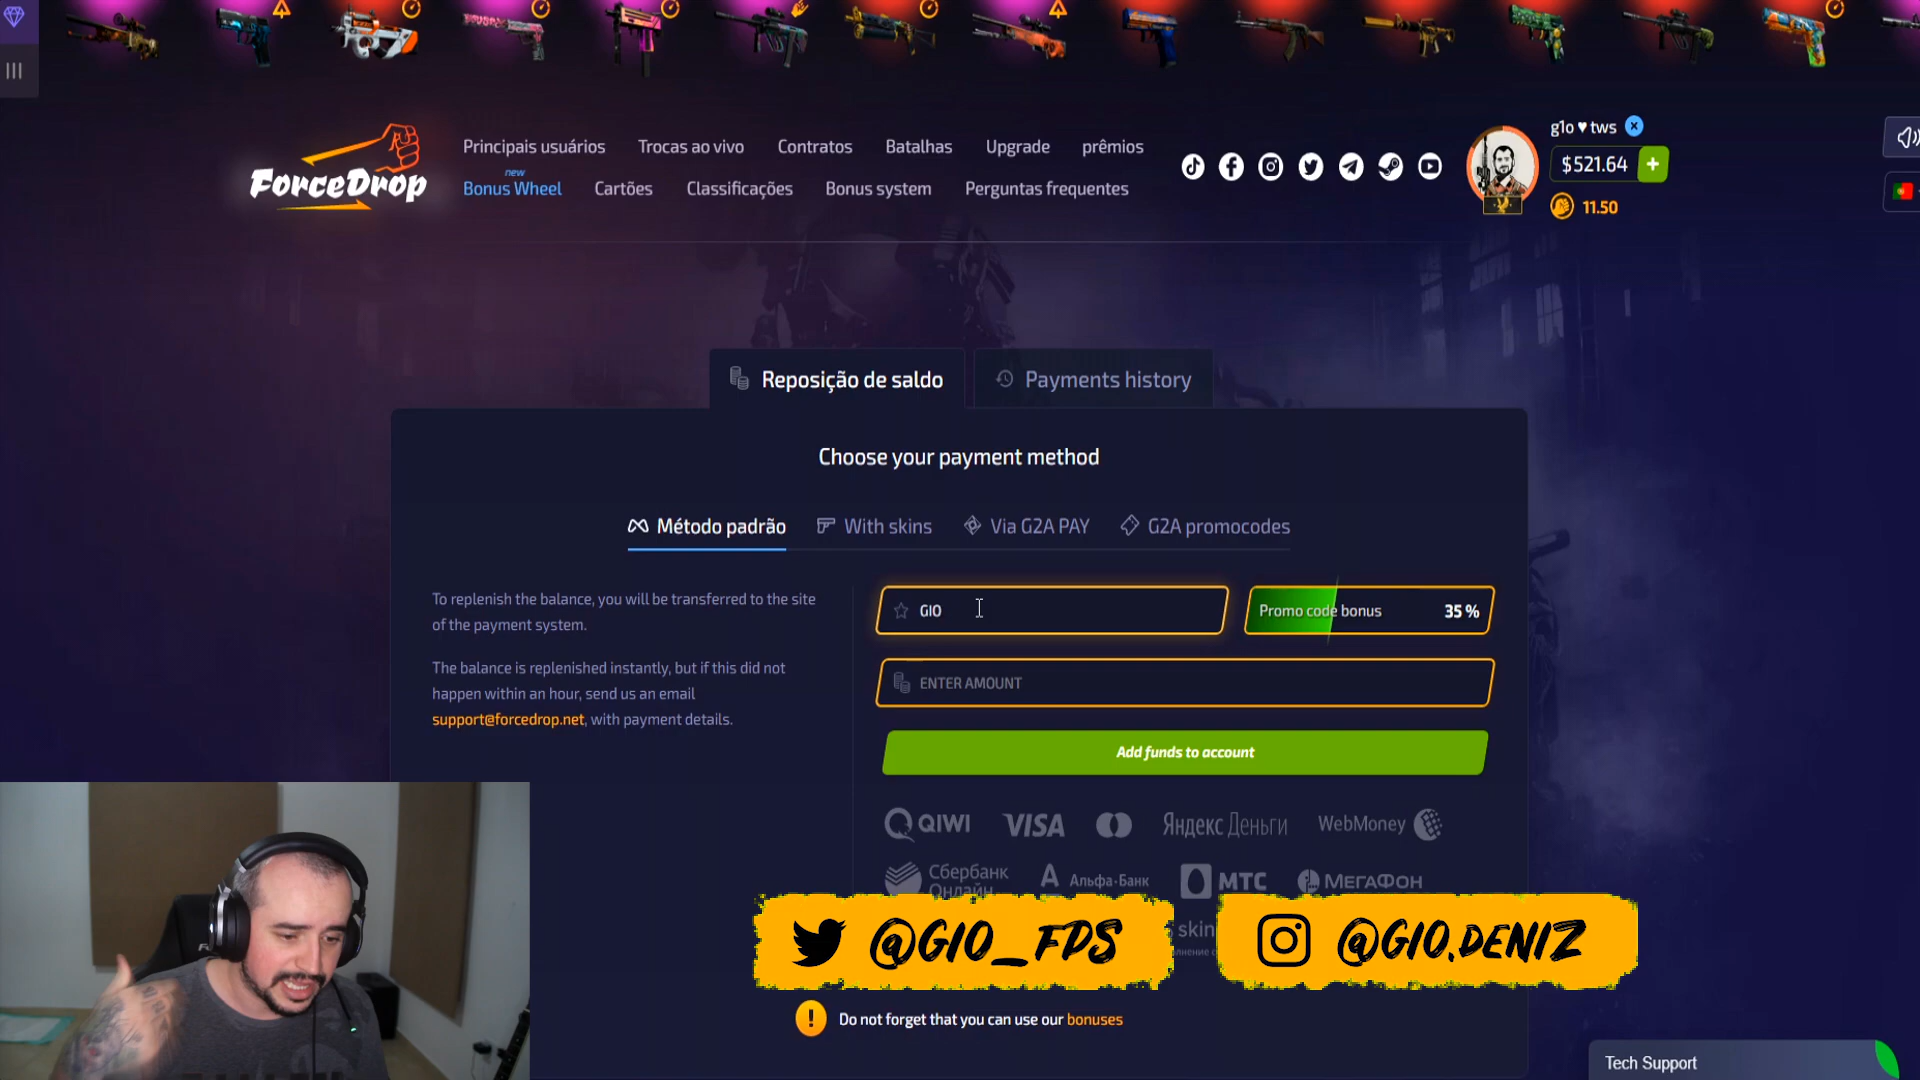 ForceDrop
Principais usuários
Trocas ao vivo
Contratos
Batalhas
Upgrade
prêmios
new
Bonus Wheel
Cartões
Classificações
Bonus system
Perguntas frequentes
g1o ♥ tws
$521.64
+
11.50
Reposição de saldo
Payments history
Choose your payment method
Método padrão
With skins
Via G2A PAY
G2A promocodes
To replenish the balance, you will be transferred to the site
of the payment system.
The balance is replenished instantly, but if this did not
happen within an hour, send us an email
support@forcedrop.net, with payment details.
GIO
Promo code bonus 35 %
ENTER AMOUNT
Add funds to account
QIWI
VISA
Яндекс Деньги
WebMoney
Сбербанк
Онлайн
Альфа·Банк
МТС
МЕГАФОН
skin
@GIO_FPS
@GIO.DENIZ
Do not forget that you can use our bonuses
Tech Support